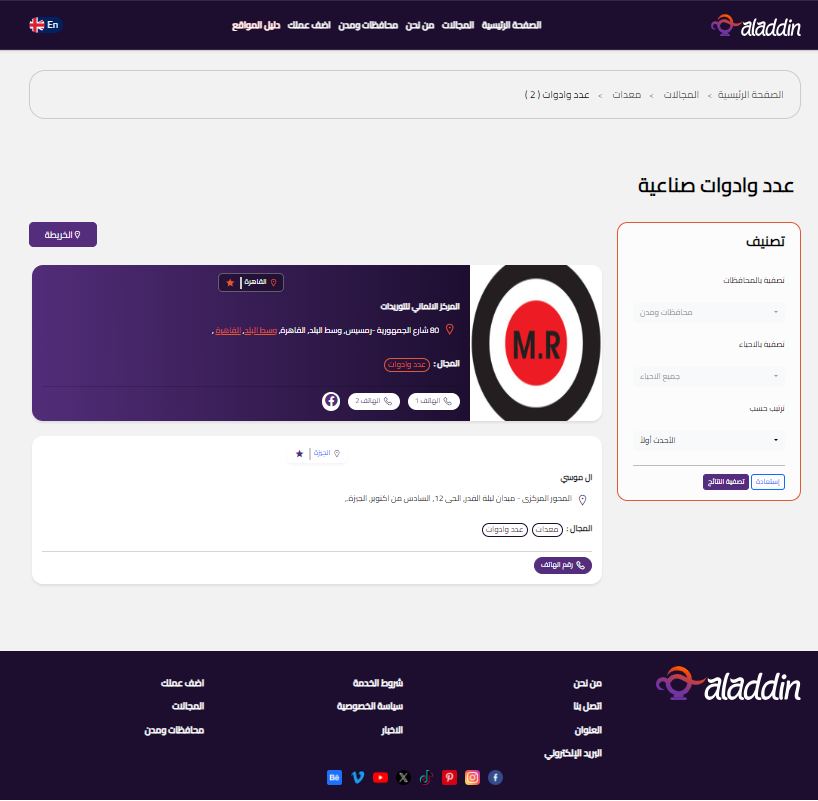 aladdin
الصفحة الرئيسية المجالات من نحن محافظات ومدن اضف عملك دليل المواقع
En
الصفحة الرئيسية > المجالات > معدات > عدد وادوات ( 2 )
عدد وادوات صناعية
تصنيف
تصفيه بالمحافظات
محافظات ومدن
تصفيه بالاحياء
جميع الاحياء
ترتيب حسب
الأحدث أولاً
إستعادة تصفية النتائج
الخريطة
M.R
القاهرة
المركز الالماني للتوريدات
80 شارع الجمهورية -رمسيس, وسط البلد, القاهرة, وسط البلد, القاهرة ,
المجال : عدد وادوات
الهاتف 1 الهاتف 2
الجيزة
ال موسي
المحور المركزى - ميدان ليلة القدر, الحى 12, السادس من اكتوبر, الجيزة.,
المجال : معدات عدد وادوات
رقم الهاتف
aladdin
من نحن
اتصل بنا
العنوان
البريد الإلكتروني
شروط الخدمة
سياسة الخصوصية
الاخبار
اضف عملك
المجالات
محافظات ومدن
Bē